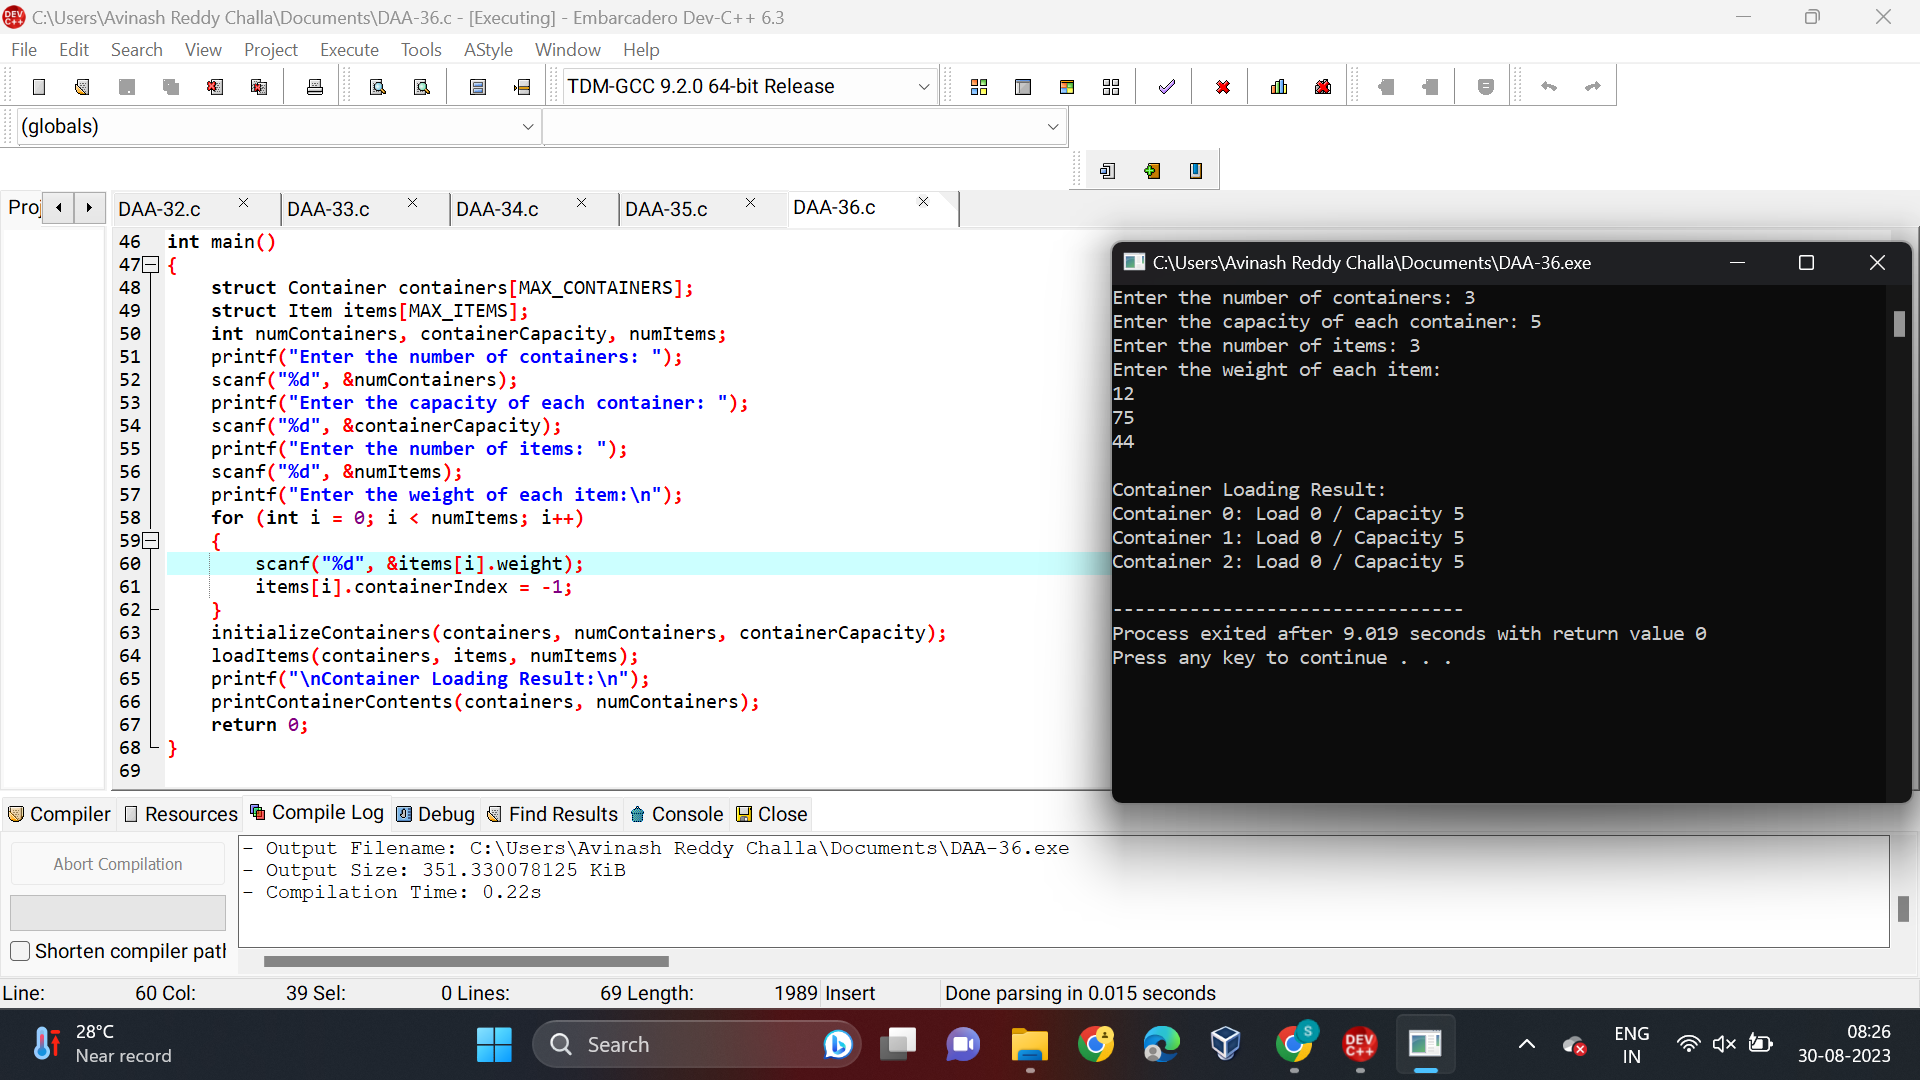 C:\Users\Avinash Reddy Challa\Documents\DAA-36.c - [Executing] - Embarcadero Dev-C++ 6.3
File Edit Search View Project Execute Tools AStyle Window Help
TDM-GCC 9.2.0 64-bit Release
(globals)
Proj
DAA-32.c DAA-33.c DAA-34.c DAA-35.c DAA-36.c
46 int main()
47 {
48 struct Container containers[MAX_CONTAINERS];
49 struct Item items[MAX_ITEMS];
50 int numContainers, containerCapacity, numItems;
51 printf("Enter the number of containers: ");
52 scanf("%d", &numContainers);
53 printf("Enter the capacity of each container: ");
54 scanf("%d", &containerCapacity);
55 printf("Enter the number of items: ");
56 scanf("%d", &numItems);
57 printf("Enter the weight of each item:\n");
58 for (int i = 0; i < numItems; i++)
59 {
60 scanf("%d", &items[i].weight);
61 items[i].containerIndex = -1;
62 }
63 initializeContainers(containers, numContainers, containerCapacity);
64 loadItems(containers, items, numItems);
65 printf("\nContainer Loading Result:\n");
66 printContainerContents(containers, numContainers);
67 return 0;
68 }
69
C:\Users\Avinash Reddy Challa\Documents\DAA-36.exe
Enter the number of containers: 3
Enter the capacity of each container: 5
Enter the number of items: 3
Enter the weight of each item:
12
75
44
Container Loading Result:
Container 0: Load 0 / Capacity 5
Container 1: Load 0 / Capacity 5
Container 2: Load 0 / Capacity 5
--------------------------------
Process exited after 9.019 seconds with return value 0
Press any key to continue . . .
Compiler Resources Compile Log Debug Find Results Console Close
Abort Compilation
Shorten compiler path
- Output Filename: C:\Users\Avinash Reddy Challa\Documents\DAA-36.exe
- Output Size: 351.330078125 KiB
- Compilation Time: 0.22s
Line: 60 Col: 39 Sel: 0 Lines: 69 Length: 1989 Insert Done parsing in 0.015 seconds
28°C
Near record
Search
S
DEV C++
ENG
IN
08:26
30-08-2023